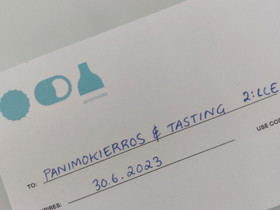 TO: PANIMOKIERROS & TASTING 2:LLE
USE CO
30.6.2023